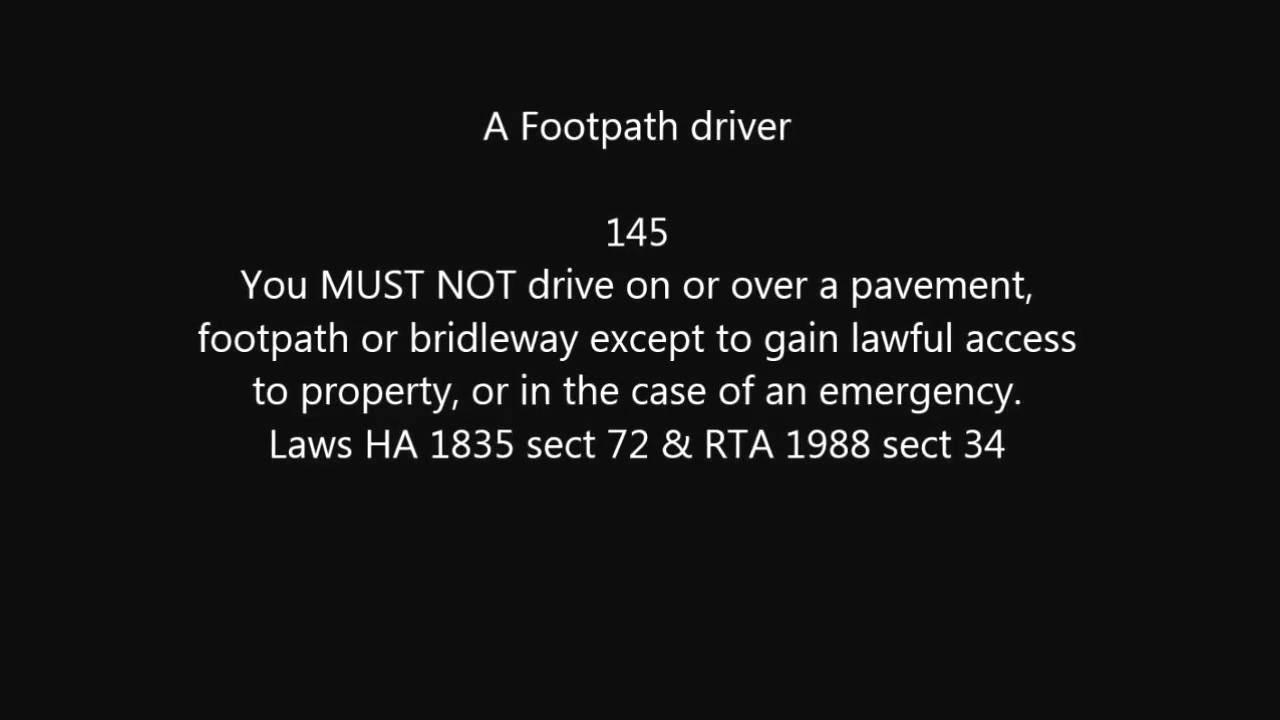 A Footpath driver
145
You MUST NOT drive on or over a pavement,
footpath or bridleway except to gain lawful access
to property, or in the case of an emergency.
Laws HA 1835 sect 72 & RTA 1988 sect 34